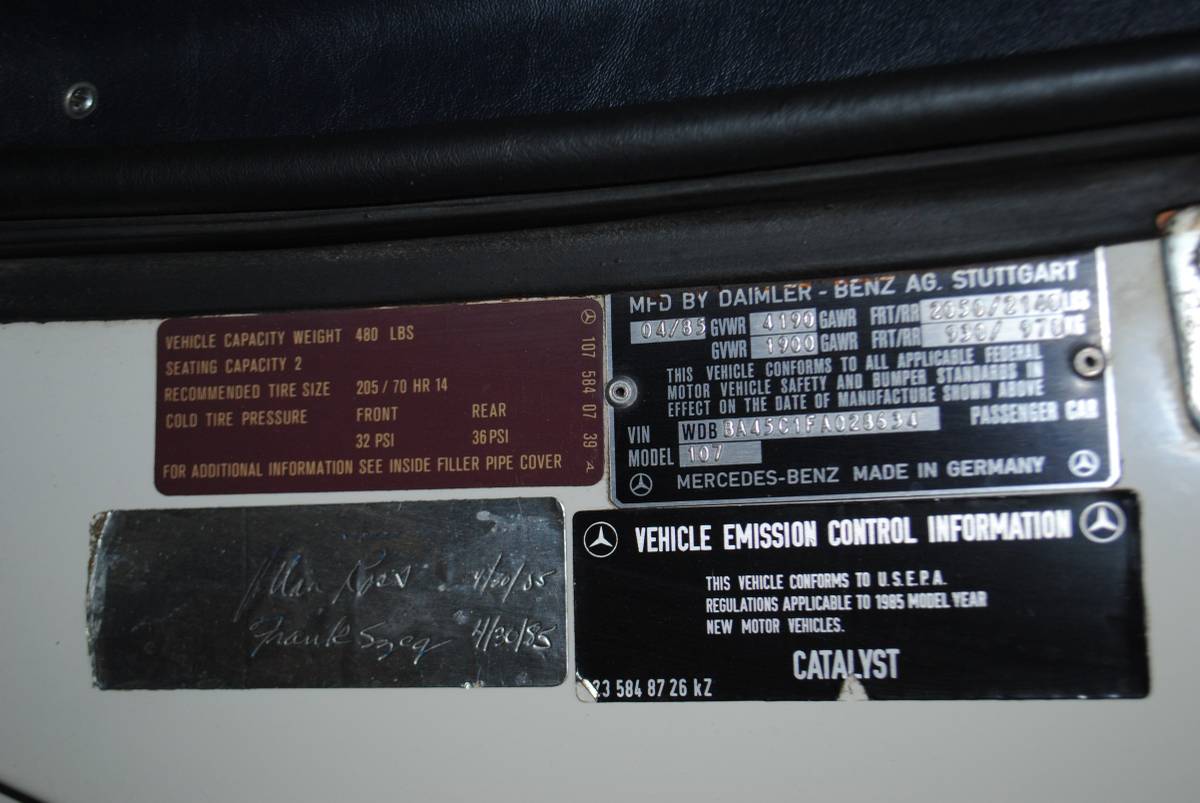 VEHICLE CAPACITY WEIGHT 480 LBS
SEATING CAPACITY 2
RECOMMENDED TIRE SIZE 205 / 70 HR 14
COLD TIRE PRESSURE FRONT REAR
32 PSI 36 PSI
FOR ADDITIONAL INFORMATION SEE INSIDE FILLER PIPE COVER
107 584 07 39 A
MFD BY DAIMLER - BENZ AG. STUTTGART
04/85 GVWR 4190 GAWR FRT/RR 2050/2140 LBS
GVWR 1900 GAWR FRT/RR 930/ 970 KG
THIS VEHICLE CONFORMS TO ALL APPLICABLE FEDERAL
MOTOR VEHICLE SAFETY AND BUMPER STANDARDS IN
EFFECT ON THE DATE OF MANUFACTURE SHOWN ABOVE
VIN WDB BA45C1FA028634 PASSENGER CAR
MODEL 107
MERCEDES-BENZ MADE IN GERMANY
4/30/85
Frank 4/30/85
VEHICLE EMISSION CONTROL INFORMATION
THIS VEHICLE CONFORMS TO U.S.E.P.A.
REGULATIONS APPLICABLE TO 1985 MODEL YEAR
NEW MOTOR VEHICLES.
CATALYST
23 584 87 26 kZ